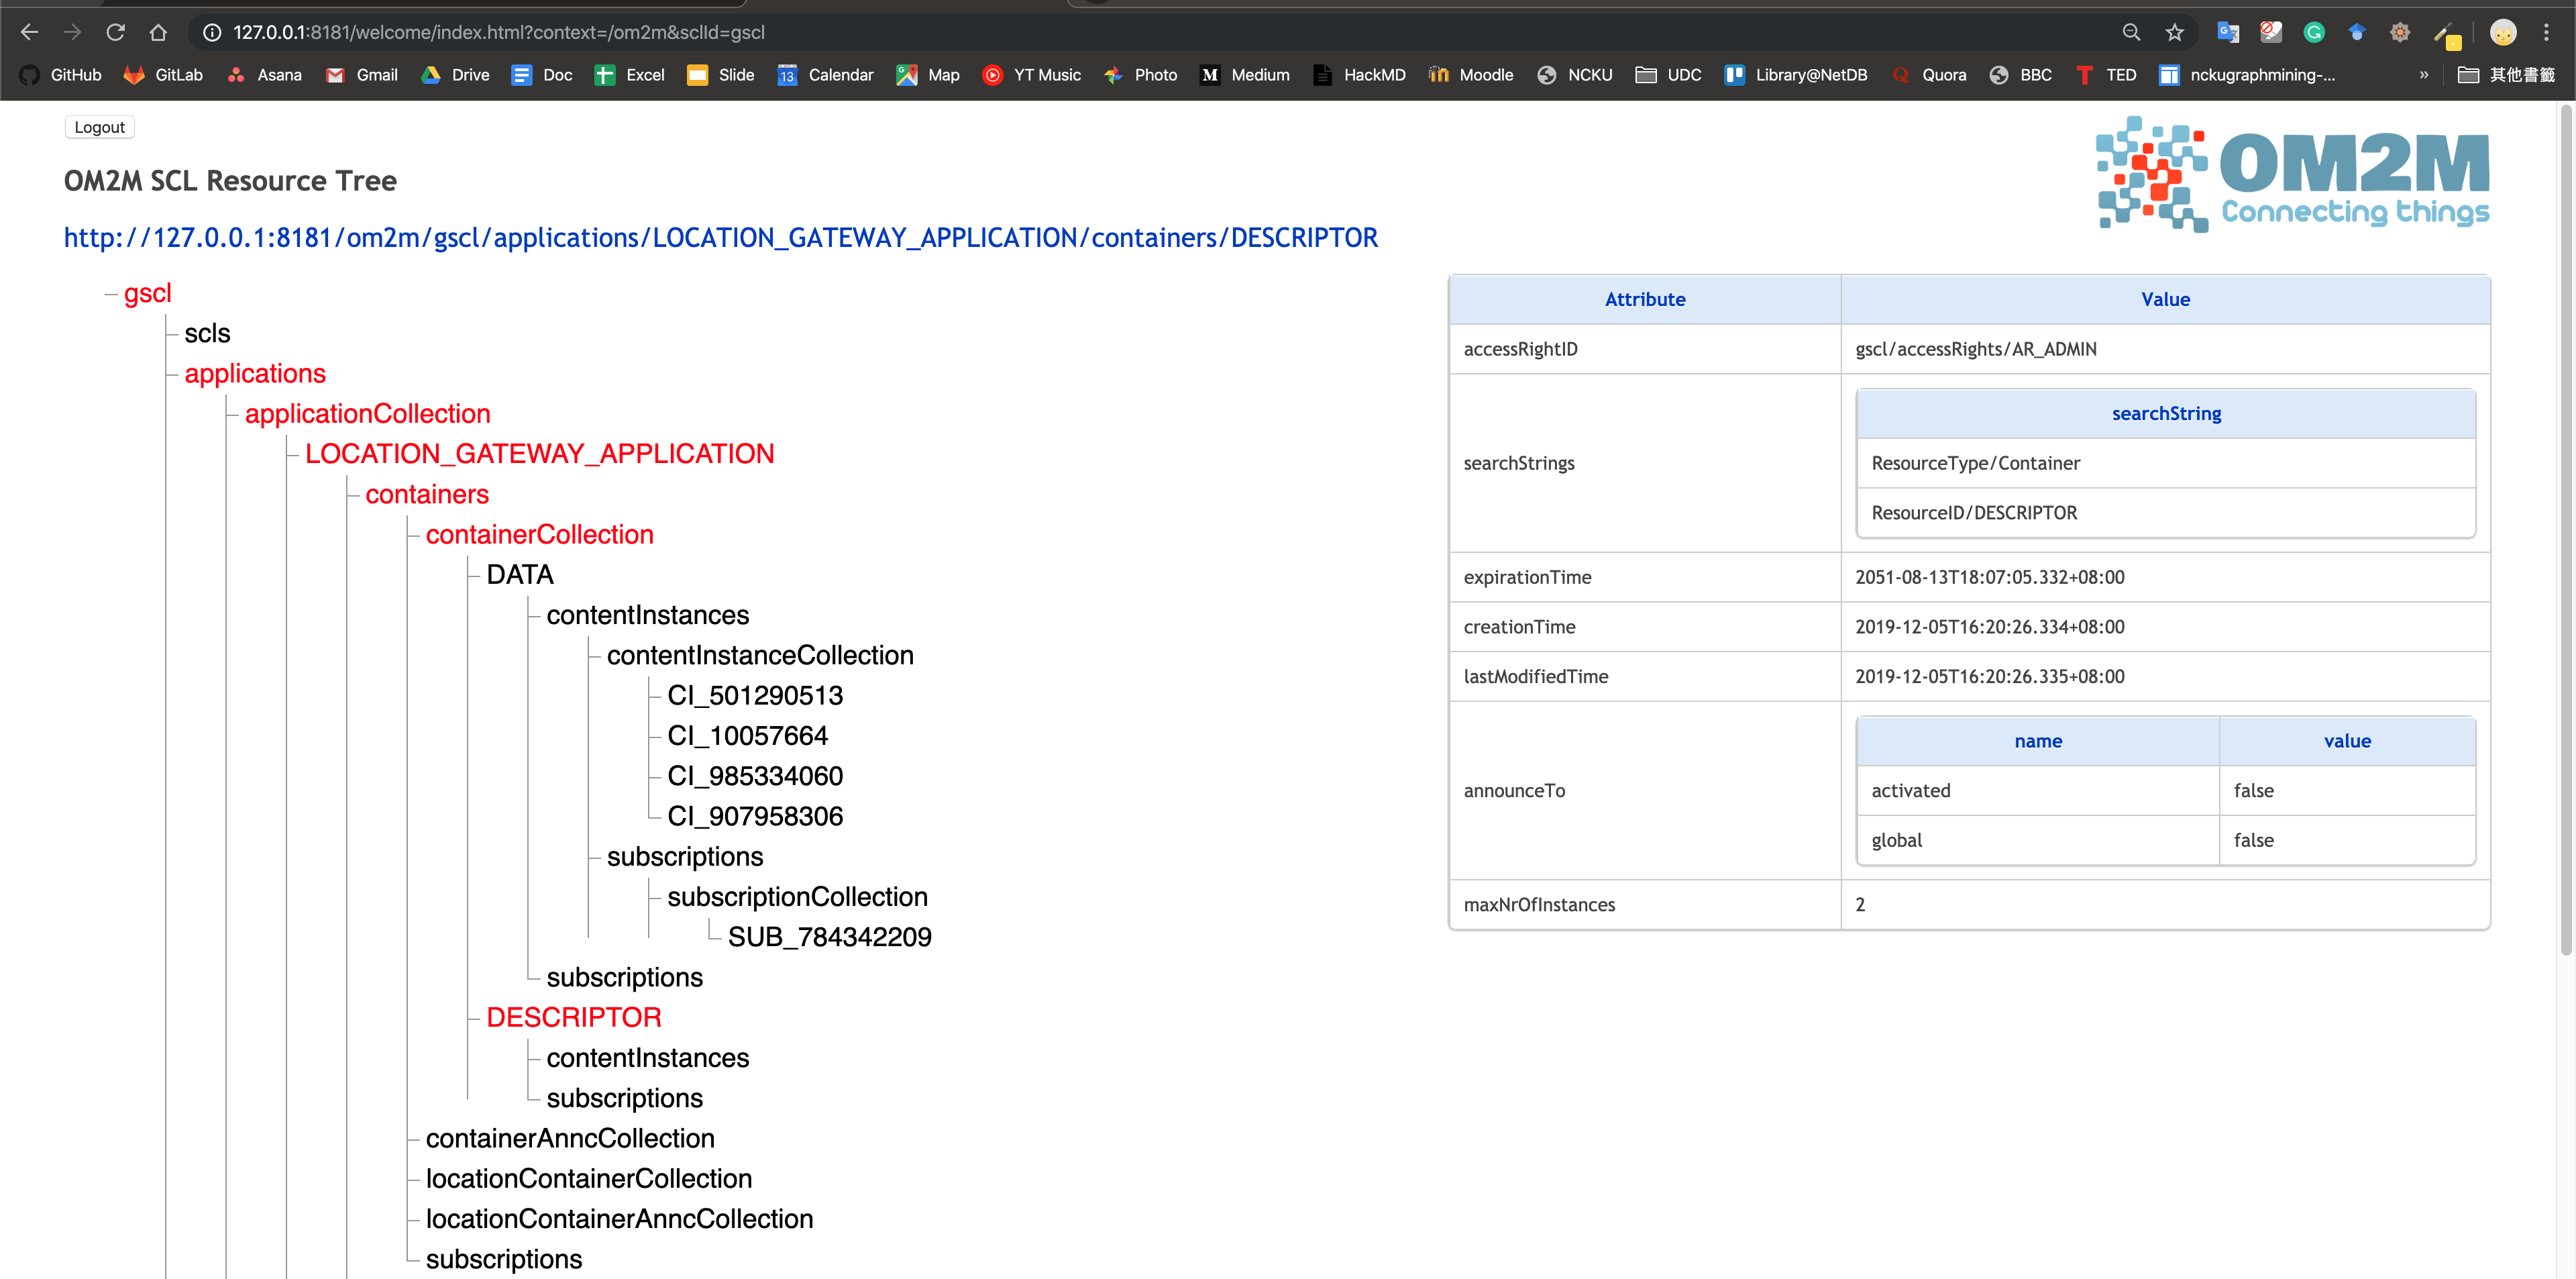 127.0.0.1:8181/welcome/index.html?context=/om2m&sclId=gscl
GitHub GitLab Asana Gmail Drive Doc Excel Slide 13 Calendar Map YT Music Photo M Medium HackMD Moodle NCKU UDC Library@NetDB Quora BBC TED nckugraphmining-... » 其他書籤
Logout
OM2M
Connecting things
OM2M SCL Resource Tree
http://127.0.0.1:8181/om2m/gscl/applications/LOCATION_GATEWAY_APPLICATION/containers/DESCRIPTOR
gscl
scls
applications
applicationCollection
LOCATION_GATEWAY_APPLICATION
containers
containerCollection
DATA
contentInstances
contentInstanceCollection
CI_501290513
CI_10057664
CI_985334060
CI_907958306
subscriptions
subscriptionCollection
SUB_784342209
subscriptions
DESCRIPTOR
contentInstances
subscriptions
containerAnncCollection
locationContainerCollection
locationContainerAnncCollection
subscriptions
Attribute Value
accessRightID gscl/accessRights/AR_ADMIN
searchStrings
searchString
ResourceType/Container
ResourceID/DESCRIPTOR
expirationTime 2051-08-13T18:07:05.332+08:00
creationTime 2019-12-05T16:20:26.334+08:00
lastModifiedTime 2019-12-05T16:20:26.335+08:00
announceTo
name value
activated false
global false
maxNrOfInstances 2